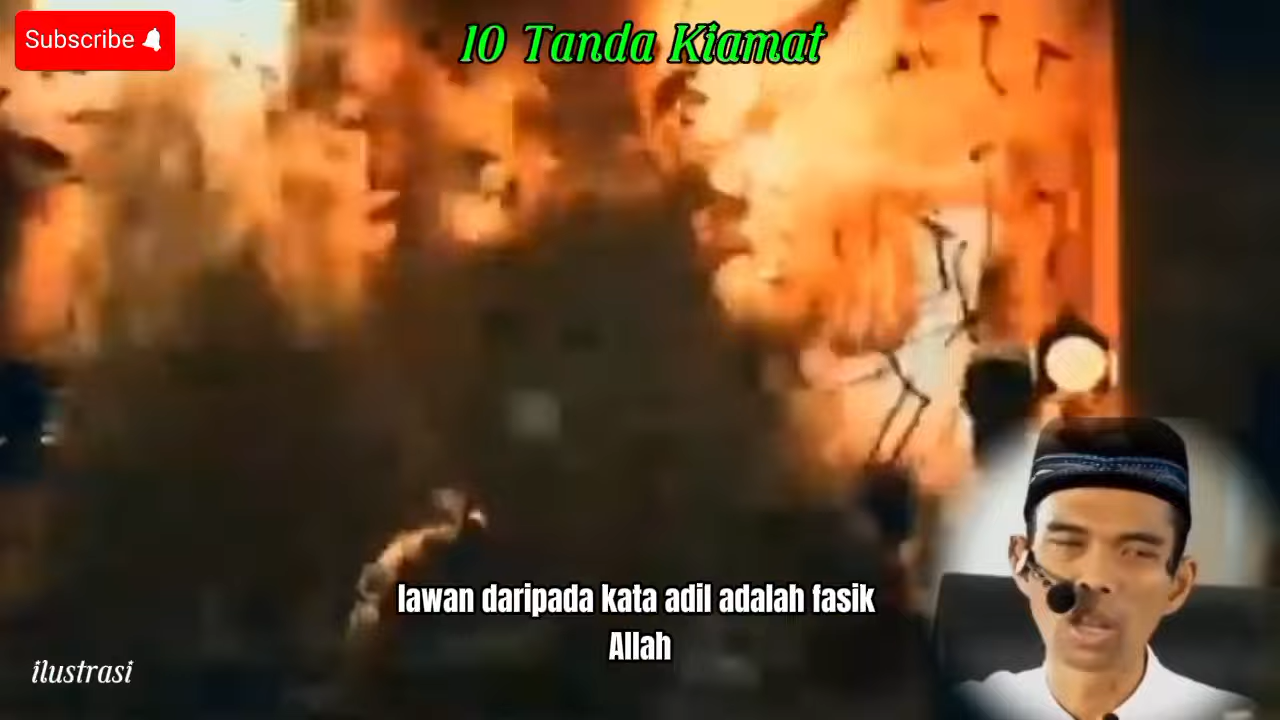 Subscribe
10 Tanda Kiamat
lawan daripada kata adil adalah fasik
Allah
ilustrasi